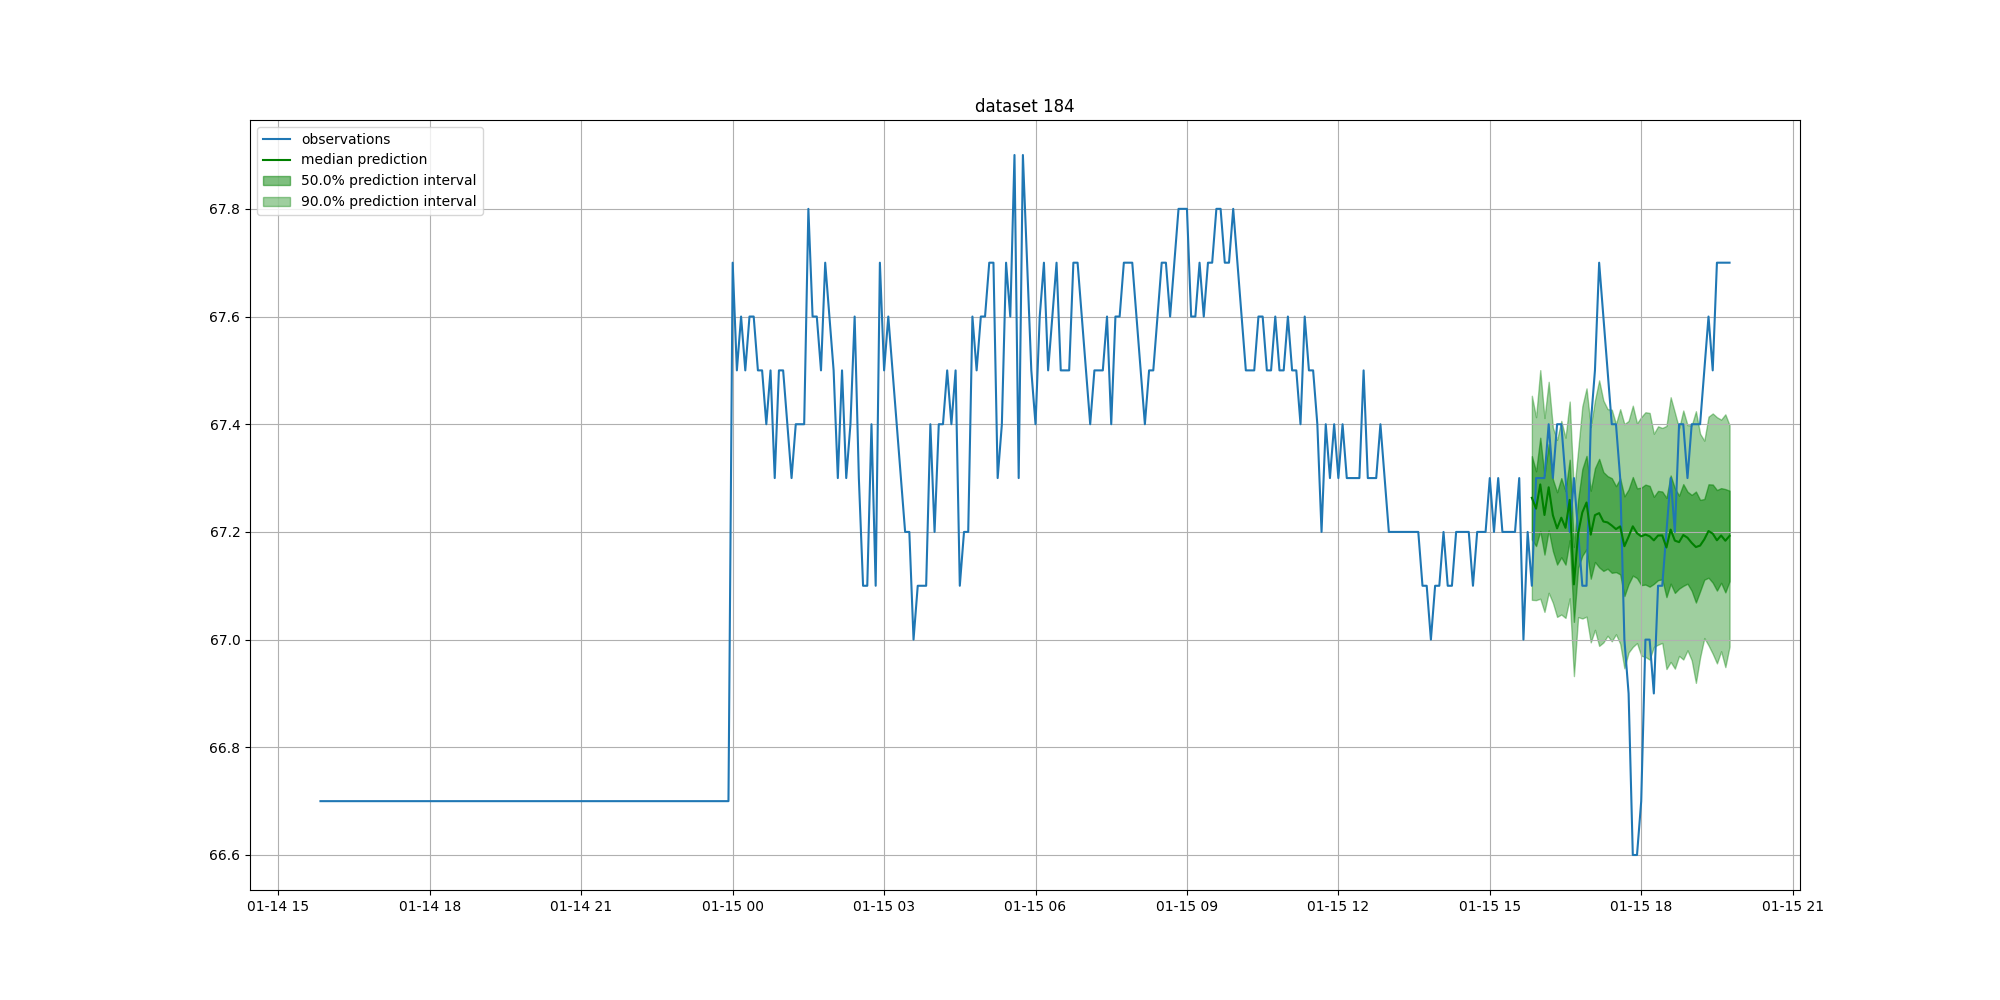 dataset 184
observations
median prediction
50.0% prediction interval
90.0% prediction interval
67.8
67.6
67.4
67.2
67.0
66.8
66.6
01-14 15 01-14 18 01-14 21 01-15 00 01-15 03 01-15 06 01-15 09 01-15 12 01-15 15 01-15 18 01-15 21